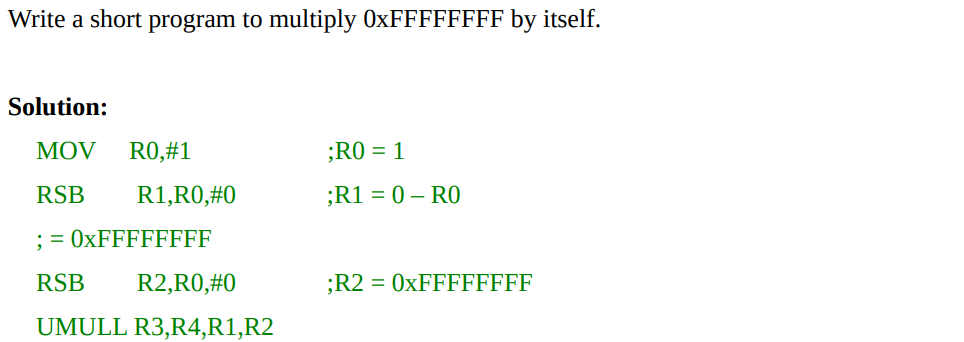 Write a short program to multiply 0xFFFFFFFF by itself.
Solution:
MOV R0,#1 ;R0 = 1
RSB R1,R0,#0 ;R1 = 0 – R0
; = 0xFFFFFFFF
RSB R2,R0,#0 ;R2 = 0xFFFFFFFF
UMULL R3,R4,R1,R2